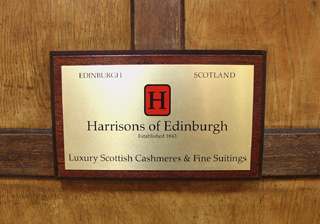 EDINBURGH SCOTLAND
H
Harrisons of Edinburgh
Established 1863
Luxury Scottish Cashmeres & Fine Suitings